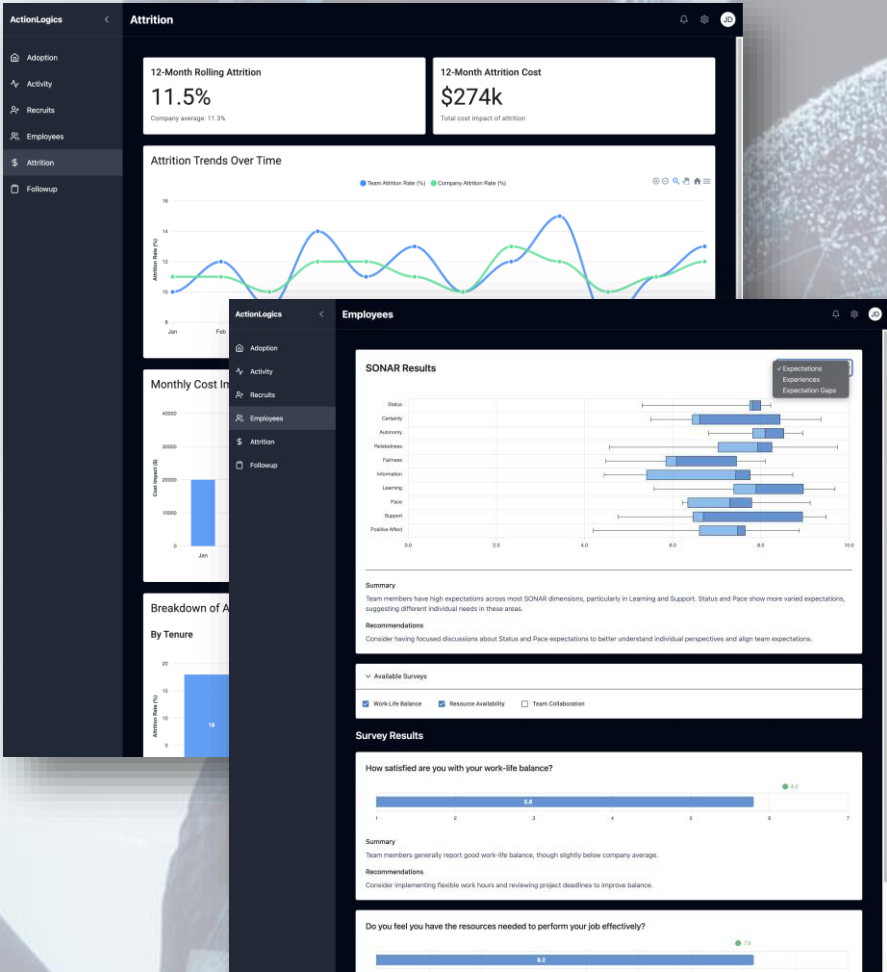 ActionLogics
Attrition
JD
Adoption
Activity
Recruits
Employees
Attrition
Followup
12-Month Rolling Attrition
11.5%
Company average: 11.3%
12-Month Attrition Cost
$274k
Total cost impact of attrition
Attrition Trends Over Time
Team Attrition Rate (%) Company Attrition Rate (%)
Attrition Rate (%)
16
14
12
10
8
Jan Feb
Monthly Cost Im
Cost Impact ($)
40000
30000
20000
10000
0
Jan
Breakdown of A
By Tenure
Attrition Rate (%)
20
15
10
5
18
ActionLogics
Employees
JD
Adoption
Activity
Recruits
Employees
Attrition
Followup
SONAR Results
Expectations
Experiences
Expectation Gaps
Status
Certainty
Autonomy
Relatedness
Fairness
Information
Learning
Pace
Support
Positive Affect
0.0 2.0 4.0 6.0 8.0 10.0
Summary
Team members have high expectations across most SONAR dimensions, particularly in Learning and Support. Status and Pace show more varied expectations,
suggesting different individual needs in these areas.
Recommendations
Consider having focused discussions about Status and Pace expectations to better understand individual perspectives and align team expectations.
Available Surveys
Work-Life Balance Resource Availability Team Collaboration
Survey Results
How satisfied are you with your work-life balance?
6.2
5.8
1 2 3 4 5 6 7
Summary
Team members generally report good work-life balance, though slightly below company average.
Recommendations
Consider implementing flexible work hours and reviewing project deadlines to improve balance.
Do you feel you have the resources needed to perform your job effectively?
8.2